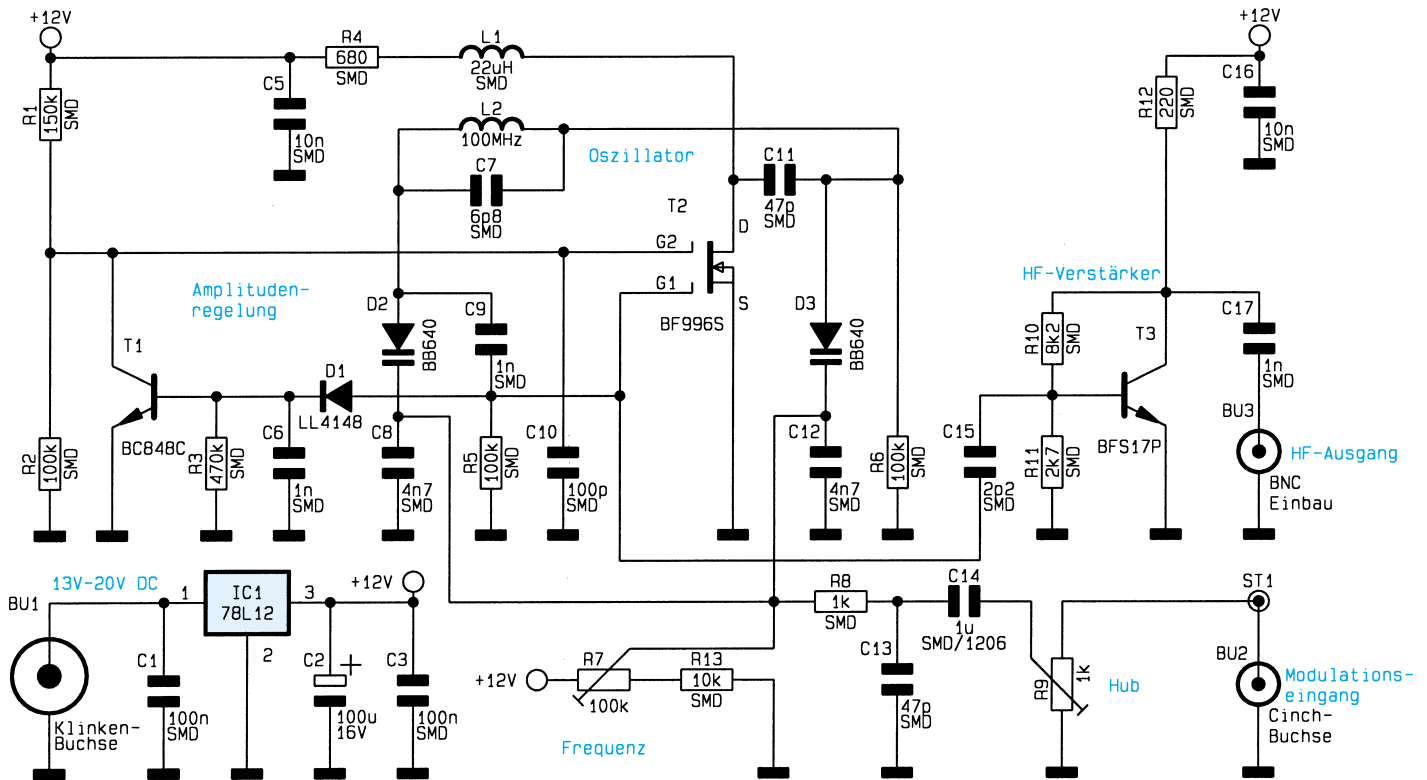 +12V
R1
150k
SMD
C5
10n
SMD
R4
680
SMD
L1
22uH
SMD
L2
100MHz
C7
6p8
SMD
Oszillator
C11
47p
SMD
T2
D
G2
G1
S
BF996S
+12V
R12
220
SMD
C16
10n
SMD
HF-Verstärker
Amplituden-
regelung
D2
BB640
C9
1n
SMD
D3
BB640
R10
8k2
SMD
T3
BFS17P
C17
1n
SMD
BU3
HF-Ausgang
BNC
Einbau
T1
BC848C
D1
LL4148
R2
100k
SMD
R3
470k
SMD
C6
1n
SMD
C8
4n7
SMD
R5
100k
SMD
C10
100p
SMD
C12
4n7
SMD
R6
100k
SMD
C15
2p2
SMD
R11
2k7
SMD
13V-20V DC
BU1
Klinken-
Buchse
1
IC1
78L12
3
2
+12V
C1
100n
SMD
C2
+
100u
16V
C3
100n
SMD
+12V
R7
100k
R13
10k
SMD
Frequenz
R8
1k
SMD
C13
47p
SMD
C14
1u
SMD/1206
R9
1k
Hub
ST1
BU2
Modulations-
eingang
Cinch-
Buchse